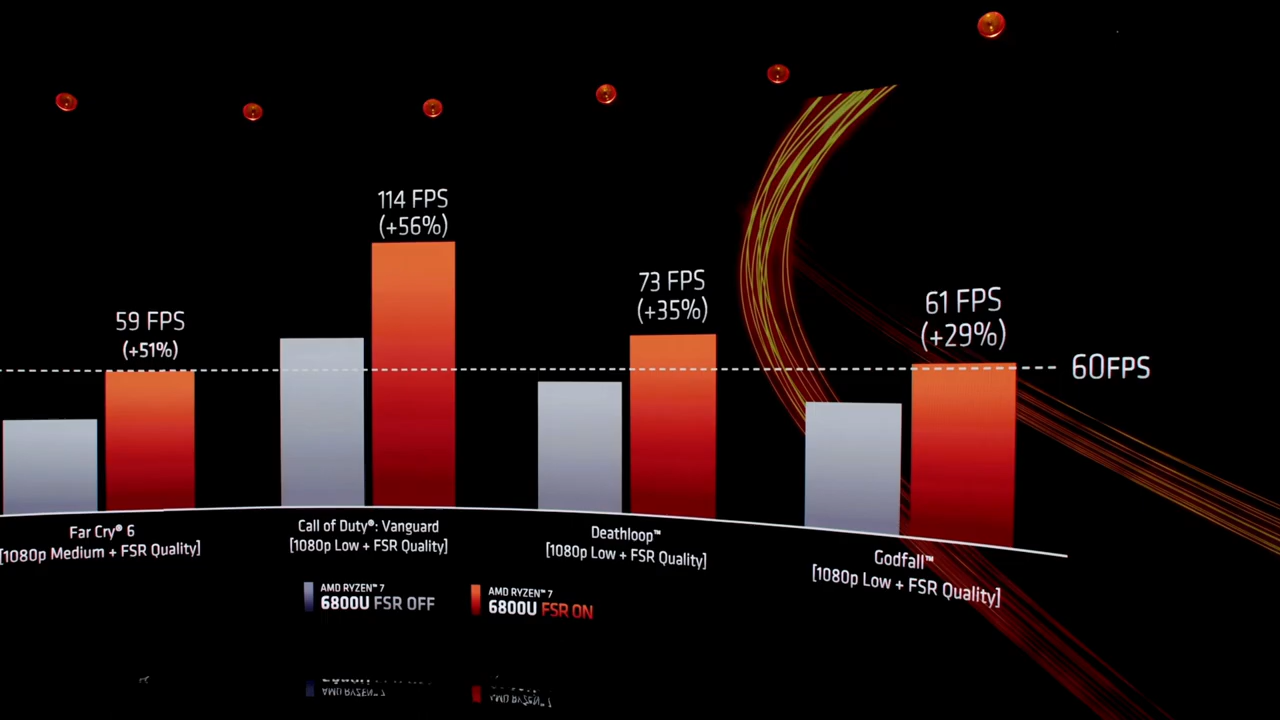 114 FPS
(+56%)
73 FPS
(+35%)
61 FPS
(+29%)
59 FPS
(+51%)
60FPS
Far Cry® 6
[1080p Medium + FSR Quality]
Call of Duty®: Vanguard
[1080p Low + FSR Quality]
Deathloop™
[1080p Low + FSR Quality]
Godfall™
[1080p Low + FSR Quality]
AMD RYZEN™ 7
6800U FSR OFF
AMD RYZEN™ 7
6800U FSR ON